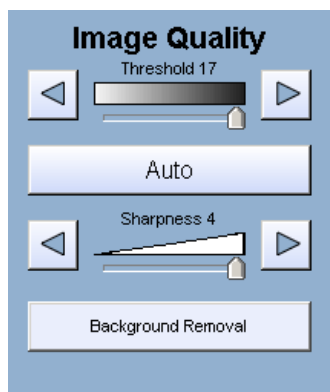 Image Quality
Threshold 17
Auto
Sharpness 4
Background Removal